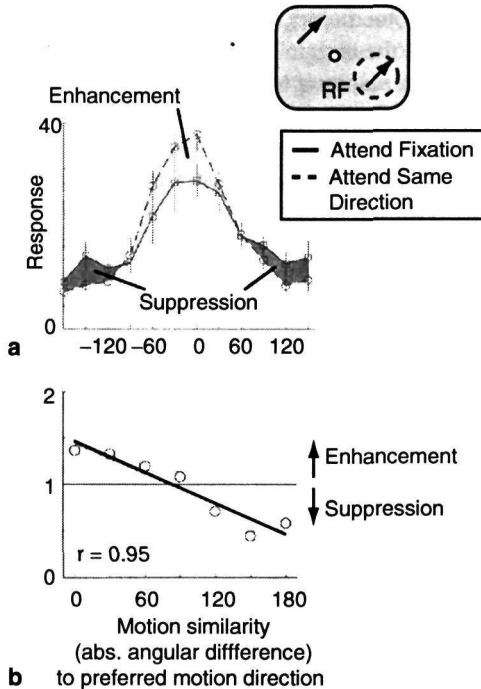 RF
Enhancement
40
Attend Fixation
Attend Same
Direction
Response
Suppression
0
−120 −60 0 60 120
a
2
Enhancement
1
Suppression
r = 0.95
0
0 60 120 180
Motion similarity
(abs. angular diffference)
b to preferred motion direction